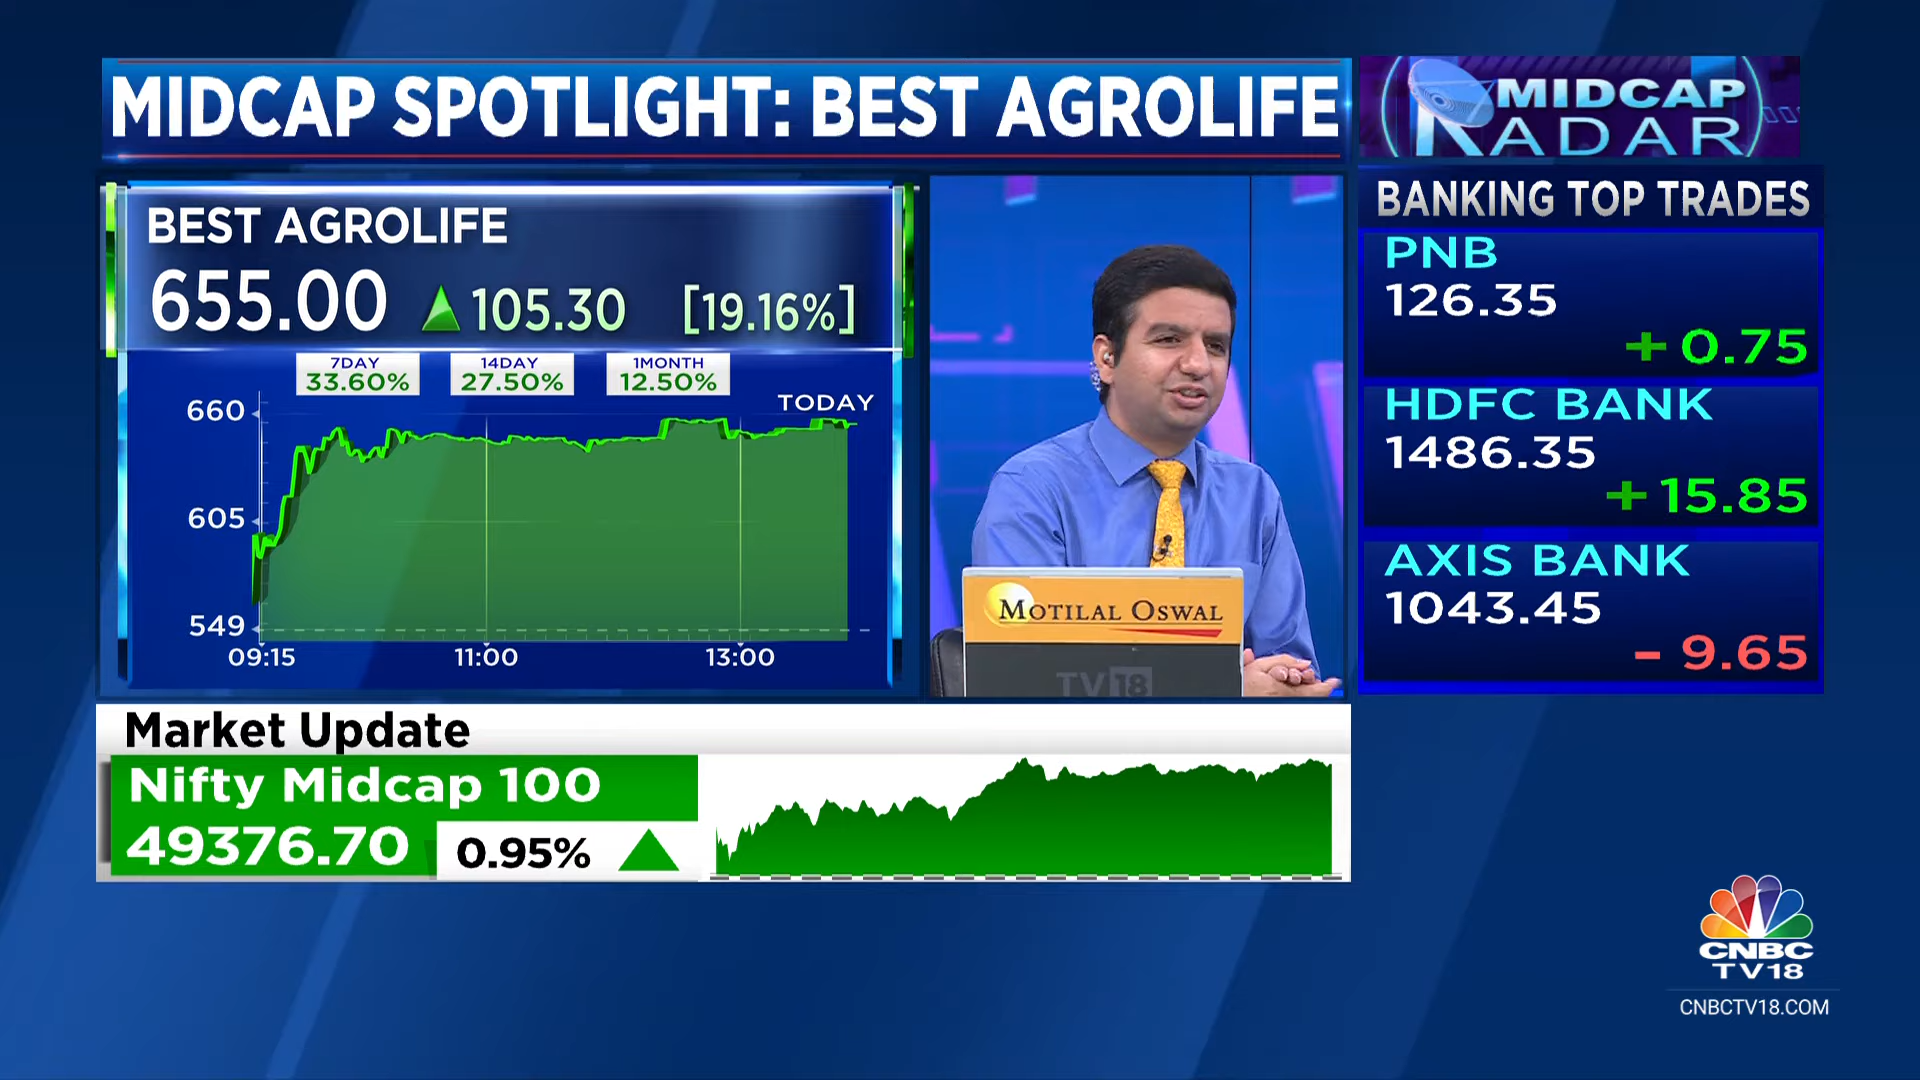 MIDCAP SPOTLIGHT: BEST AGROLIFE
MIDCAP
RADAR
BEST AGROLIFE
655.00 ▲ 105.30 [19.16%]
7DAY
33.60%
14DAY
27.50%
1MONTH
12.50%
TODAY
660
605
549
09:15 11:00 13:00
MOTILAL OSWAL
TV18
BANKING TOP TRADES
PNB
126.35
+ 0.75
HDFC BANK
1486.35
+ 15.85
AXIS BANK
1043.45
- 9.65
Market Update
Nifty Midcap 100
49376.70 0.95% ▲
CNBC
TV18
CNBCTV18.COM